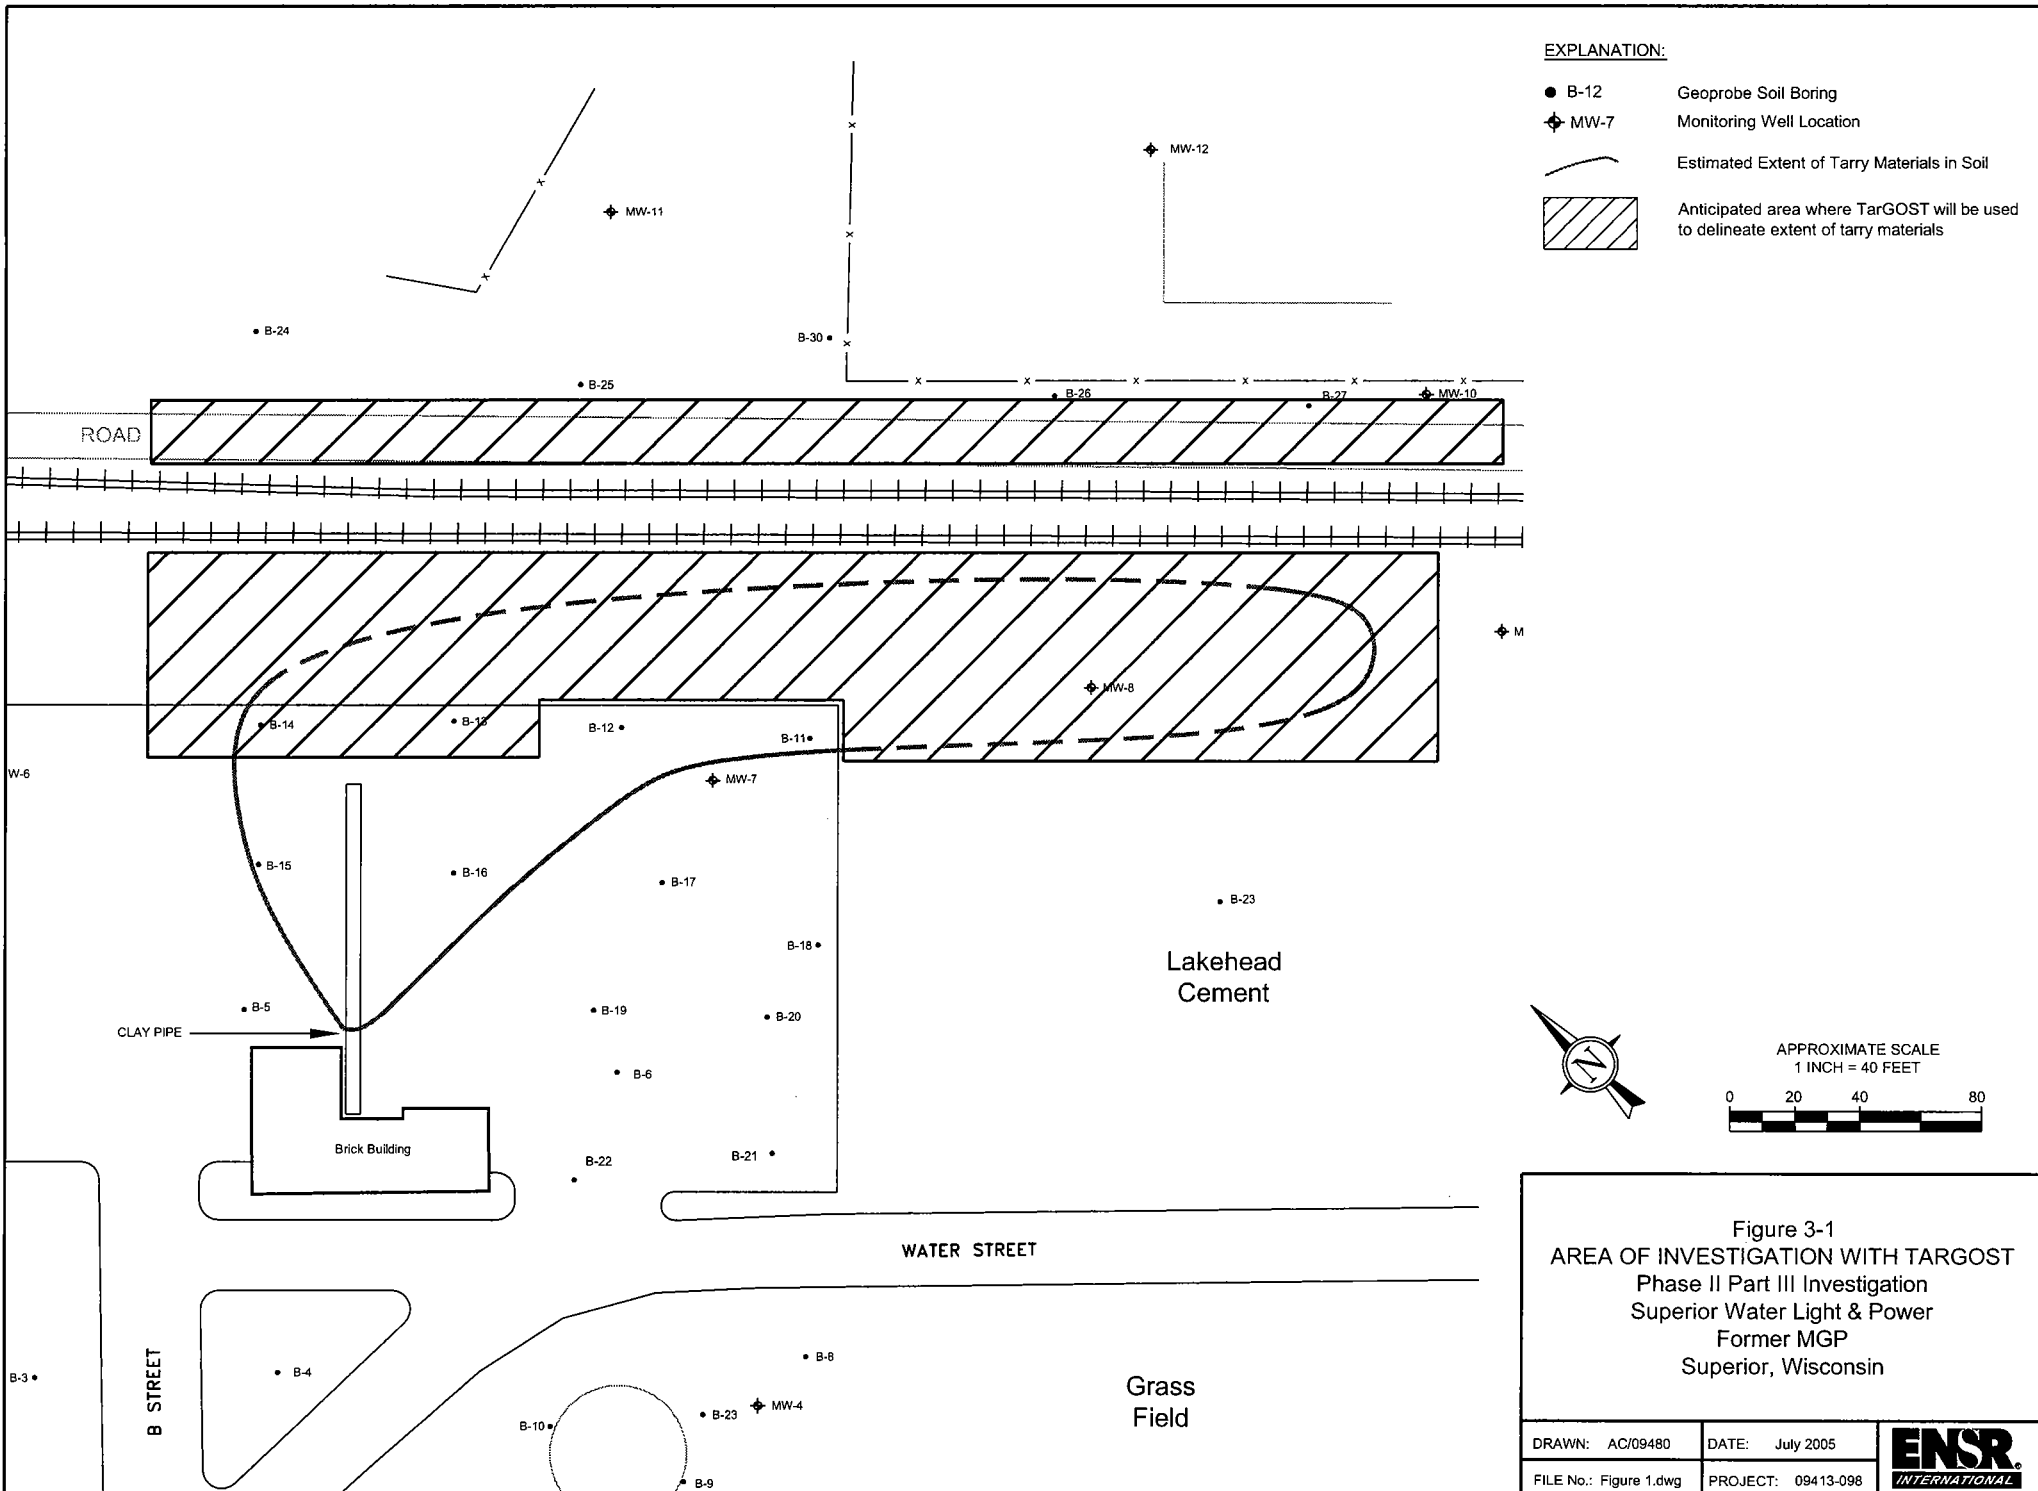 EXPLANATION:
B-12 Geoprobe Soil Boring
MW-7 Monitoring Well Location
Estimated Extent of Tarry Materials in Soil
Anticipated area where TarGOST will be used
to delineate extent of tarry materials
MW-12
MW-11
B-24
B-30
B-25
B-26
B-27
MW-10
ROAD
M
MW-8
B-14
B-13
B-12
B-11
W-6
MW-7
B-15
B-16
B-17
B-23
B-18
Lakehead
Cement
B-5
B-19
B-20
CLAY PIPE
B-6
N
APPROXIMATE SCALE
1 INCH = 40 FEET
0 20 40 80
Brick Building
B-22
B-21
WATER STREET
B STREET
B-3
B-4
B-8
B-10
B-23
MW-4
B-9
Grass
Field
Figure 3-1
AREA OF INVESTIGATION WITH TARGOST
Phase II Part III Investigation
Superior Water Light & Power
Former MGP
Superior, Wisconsin
DRAWN: AC/09480
DATE: July 2005
FILE No.: Figure 1.dwg
PROJECT: 09413-098
ENSR
INTERNATIONAL
x x x x x x x x x x x